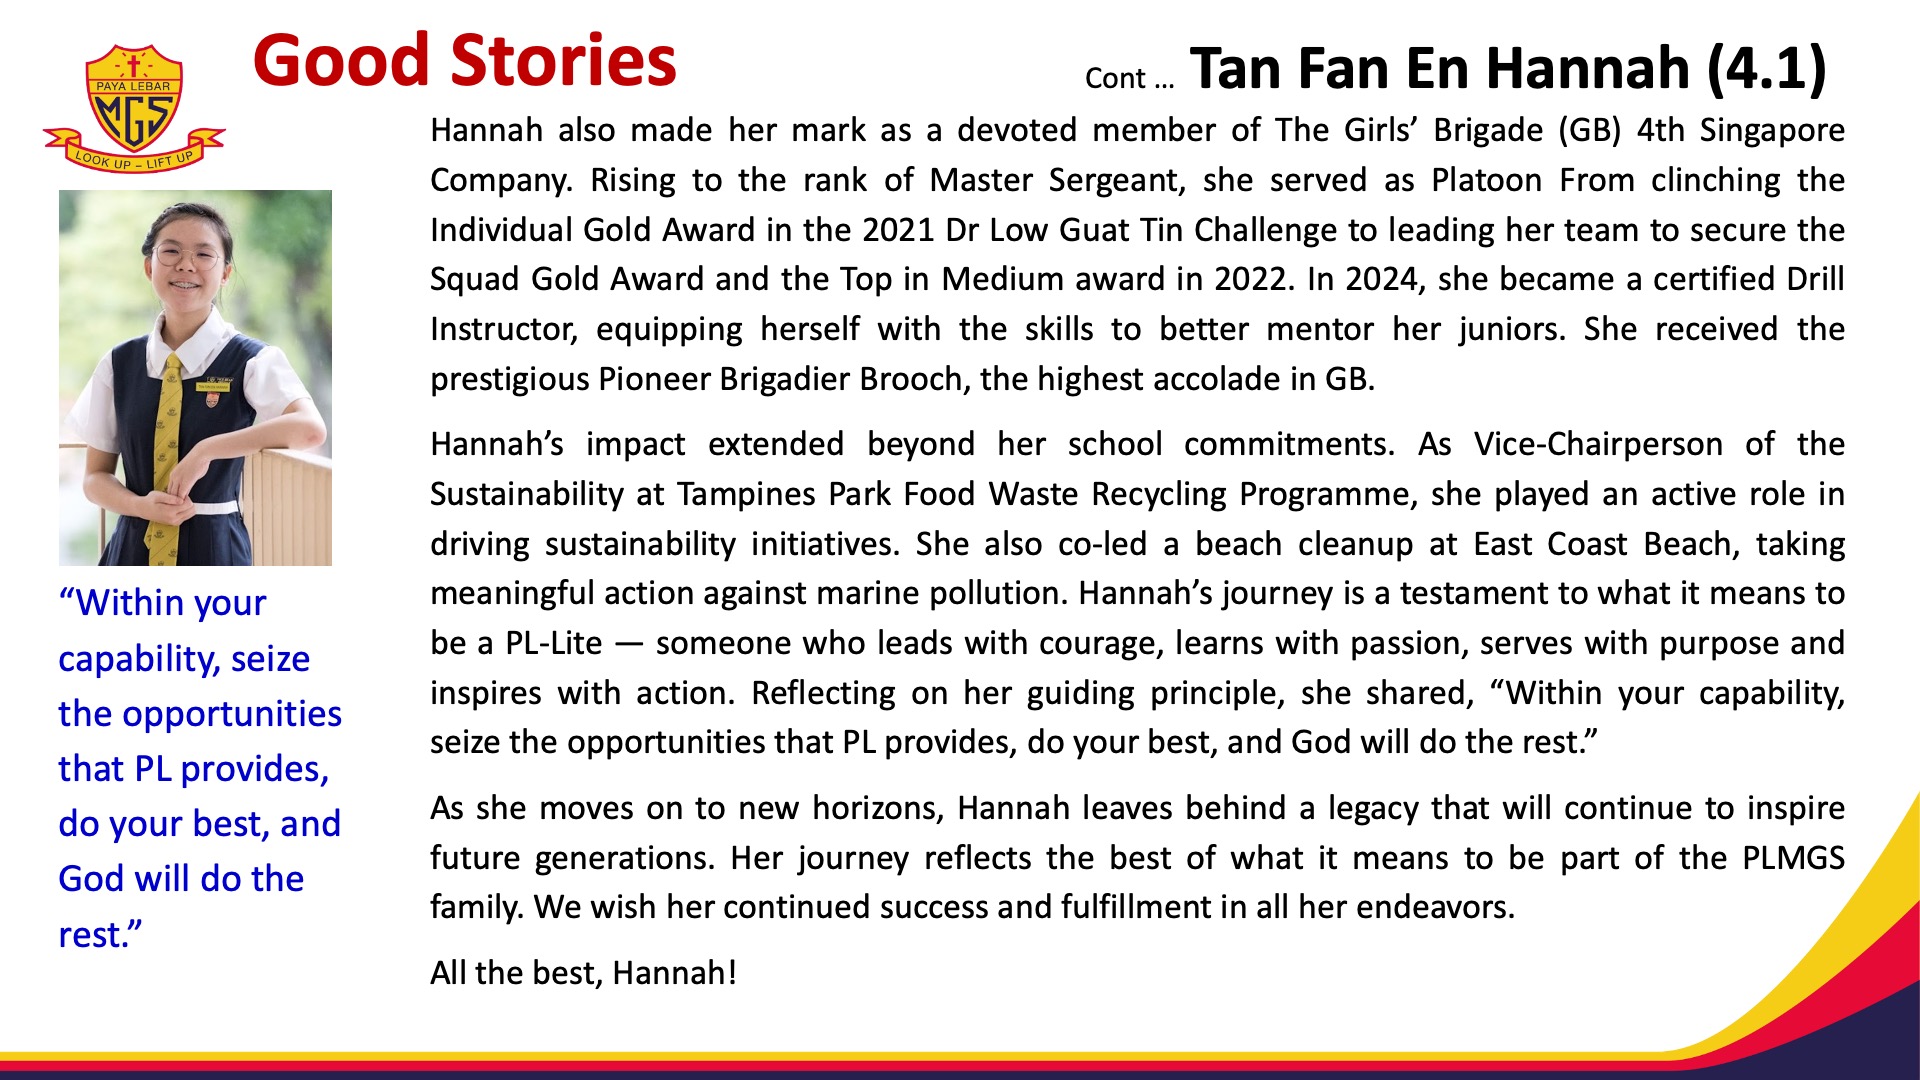 PAYA LEBAR
MGS
LOOK UP – LIFT UP
Good Stories
Cont ... Tan Fan En Hannah (4.1)
Hannah also made her mark as a devoted member of The Girls’ Brigade (GB) 4th Singapore
Company. Rising to the rank of Master Sergeant, she served as Platoon From clinching the
Individual Gold Award in the 2021 Dr Low Guat Tin Challenge to leading her team to secure the
Squad Gold Award and the Top in Medium award in 2022. In 2024, she became a certified Drill
Instructor, equipping herself with the skills to better mentor her juniors. She received the
prestigious Pioneer Brigadier Brooch, the highest accolade in GB.
Hannah’s impact extended beyond her school commitments. As Vice-Chairperson of the
Sustainability at Tampines Park Food Waste Recycling Programme, she played an active role in
driving sustainability initiatives. She also co-led a beach cleanup at East Coast Beach, taking
meaningful action against marine pollution. Hannah’s journey is a testament to what it means to
be a PL-Lite — someone who leads with courage, learns with passion, serves with purpose and
inspires with action. Reflecting on her guiding principle, she shared, “Within your capability,
seize the opportunities that PL provides, do your best, and God will do the rest.”
As she moves on to new horizons, Hannah leaves behind a legacy that will continue to inspire
future generations. Her journey reflects the best of what it means to be part of the PLMGS
family. We wish her continued success and fulfillment in all her endeavors.
All the best, Hannah!
“Within your
capability, seize
the opportunities
that PL provides,
do your best, and
God will do the
rest.”